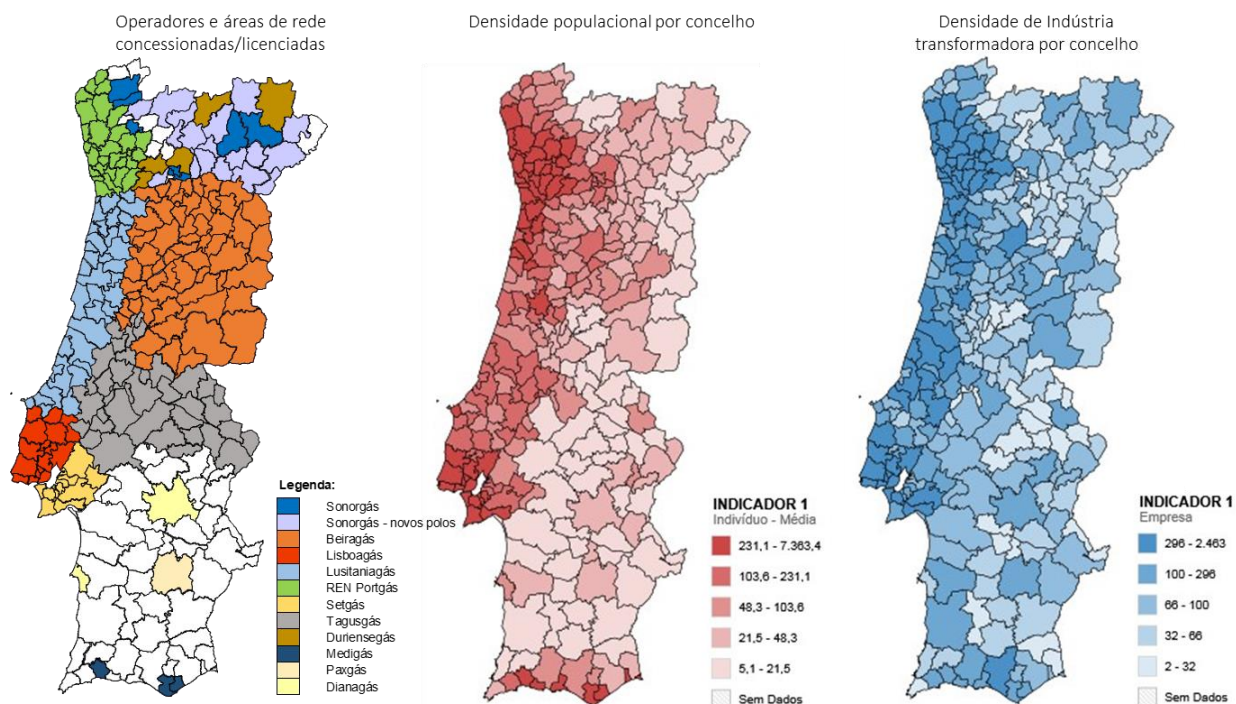 Operadores e áreas de rede
concessionadas/licenciadas
Legenda:
Sonorgás
Sonorgás - novos polos
Beiragás
Lisboagás
Lusitaniagás
REN Portgás
Setgás
Tagusgás
Duriensegás
Medigás
Paxgás
Dianagás
Densidade populacional por concelho
INDICADOR 1
Indivíduo - Média
231,1 - 7.363,4
103,6 - 231,1
48,3 - 103,6
21,5 - 48,3
5,1 - 21,5
Sem Dados
Densidade de Indústria
transformadora por concelho
INDICADOR 1
Empresa
296 - 2.463
100 - 296
66 - 100
32 - 66
2 - 32
Sem Dados